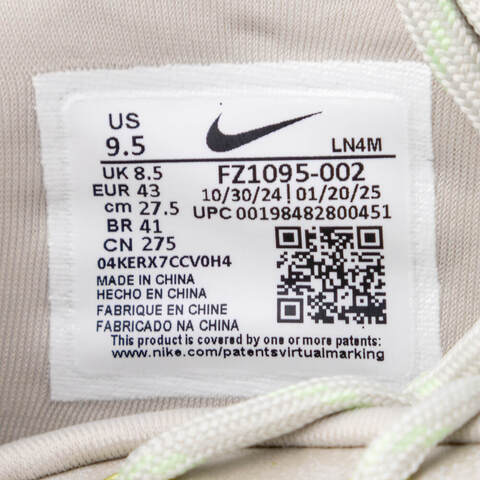 US
9.5
LN4M
UK 8.5
EUR 43
cm 27.5
BR 41
CN 275
FZ1095-002
10/30/24 | 01/20/25
UPC 00198482800451
04KERX7CCV0H4
MADE IN CHINA
HECHO EN CHINA
FABRIQUE EN CHINE
FABRICADO NA CHINA
This product is covered by one or more patents:
www.nike.com/patentsvirtualmarking